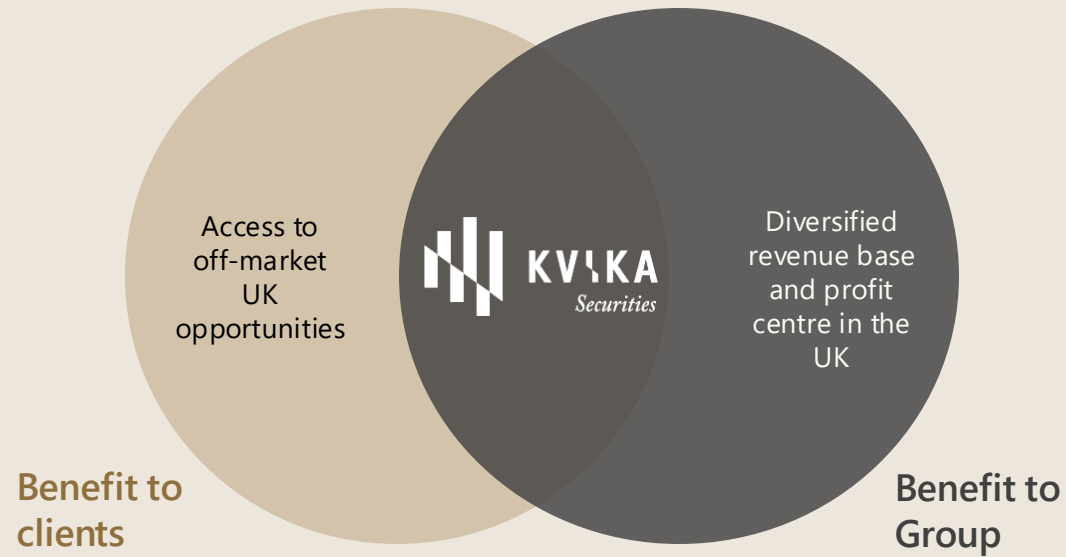 Access to
off-market
UK
opportunities
KVIKA
Securities
Diversified
revenue base
and profit
centre in the
UK
Benefit to
clients
Benefit to
Group